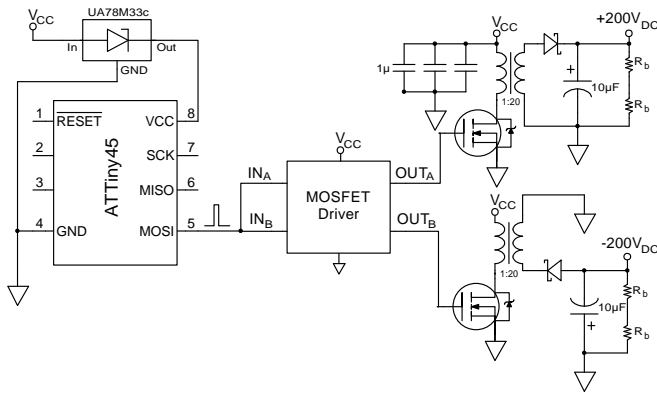 UA78M33c
VCC
In
Out
GND
1
RESET
VCC
8
2
SCK
7
3
MISO
6
4
GND
MOSI
5
ATTiny45
INA
INB
VCC
MOSFET
Driver
OUTA
OUTB
VCC
1µ
1:20
+200VDC
+
10µF
Rb
Rb
VCC
1:20
-200VDC
10µF
+
Rb
Rb